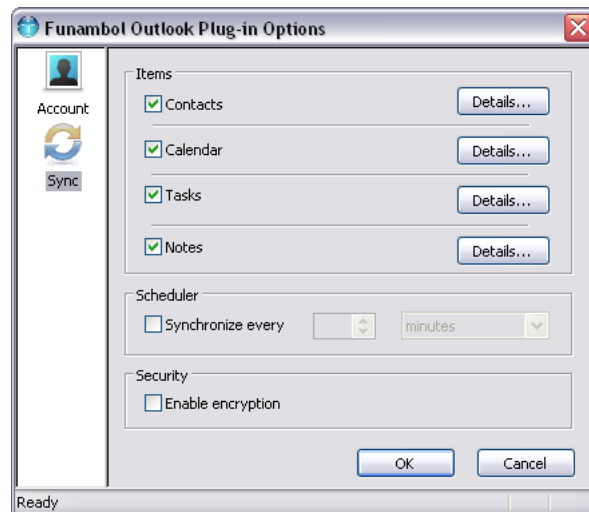 Funambol Outlook Plug-in Options
Account
Sync
Items
Contacts Details...
Calendar Details...
Tasks Details...
Notes Details...
Scheduler
Synchronize every minutes
Security
Enable encryption
OK Cancel
Ready